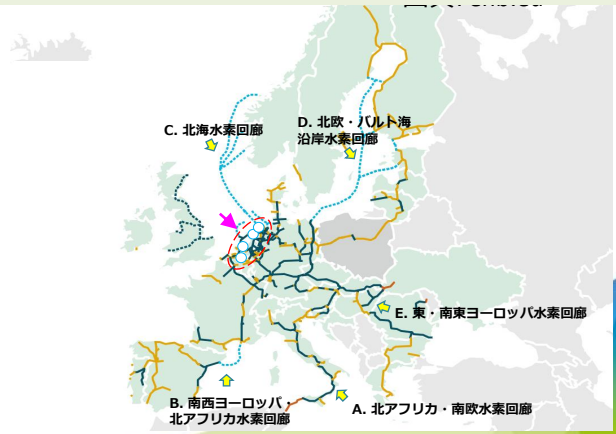 C. 北海水素回廊
D. 北欧・バルト海
沿岸水素回廊
E. 東・南東ヨーロッパ水素回廊
B. 南西ヨーロッパ・
北アフリカ水素回廊
A. 北アフリカ・南欧水素回廊